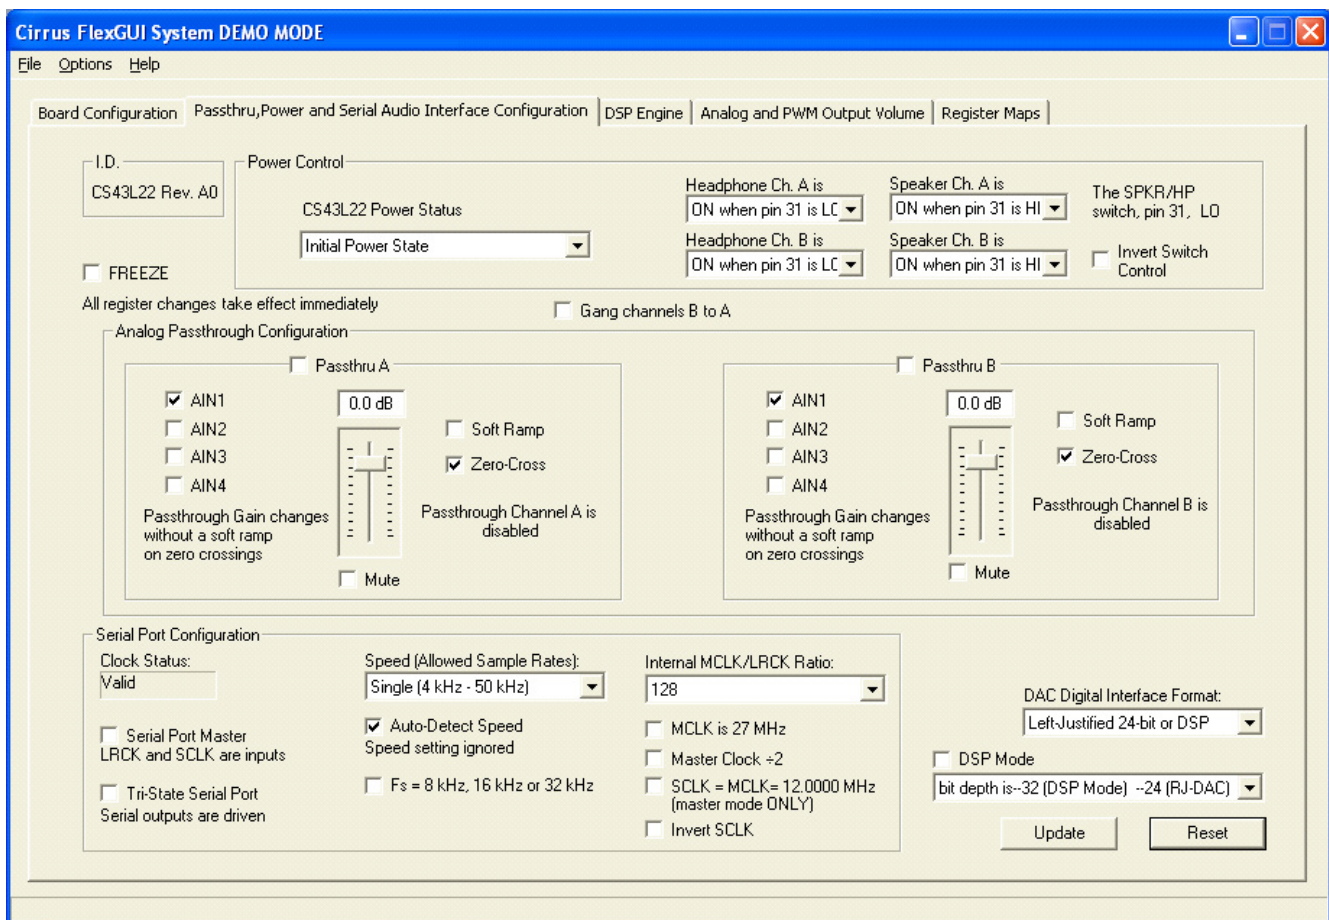 Cirrus FlexGUI System DEMO MODE
File Options Help
Board Configuration
Passthru,Power and Serial Audio Interface Configuration
DSP Engine
Analog and PWM Output Volume
Register Maps
I.D.
CS43L22 Rev. A0
Power Control
CS43L22 Power Status
Initial Power State
Headphone Ch. A is
ON when pin 31 is LO
Speaker Ch. A is
ON when pin 31 is HI
The SPKR/HP
switch, pin 31, LO
Headphone Ch. B is
ON when pin 31 is LO
Speaker Ch. B is
ON when pin 31 is HI
Invert Switch
Control
FREEZE
All register changes take effect immediately
Gang channels B to A
Analog Passthrough Configuration
Passthru A
AIN1
AIN2
AIN3
AIN4
0.0 dB
Soft Ramp
Zero-Cross
Passthrough Gain changes
without a soft ramp
on zero crossings
Passthrough Channel A is
disabled
Mute
Passthru B
AIN1
AIN2
AIN3
AIN4
0.0 dB
Soft Ramp
Zero-Cross
Passthrough Gain changes
without a soft ramp
on zero crossings
Passthrough Channel B is
disabled
Mute
Serial Port Configuration
Clock Status:
Valid
Serial Port Master
LRCK and SCLK are inputs
Tri-State Serial Port
Serial outputs are driven
Speed (Allowed Sample Rates):
Single (4 kHz - 50 kHz)
Auto-Detect Speed
Speed setting ignored
Fs = 8 kHz, 16 kHz or 32 kHz
Internal MCLK/LRCK Ratio:
128
MCLK is 27 MHz
Master Clock ÷2
SCLK = MCLK= 12.0000 MHz
(master mode ONLY)
Invert SCLK
DAC Digital Interface Format:
Left-Justified 24-bit or DSP
DSP Mode
bit depth is--32 (DSP Mode) --24 (RJ-DAC)
Update
Reset